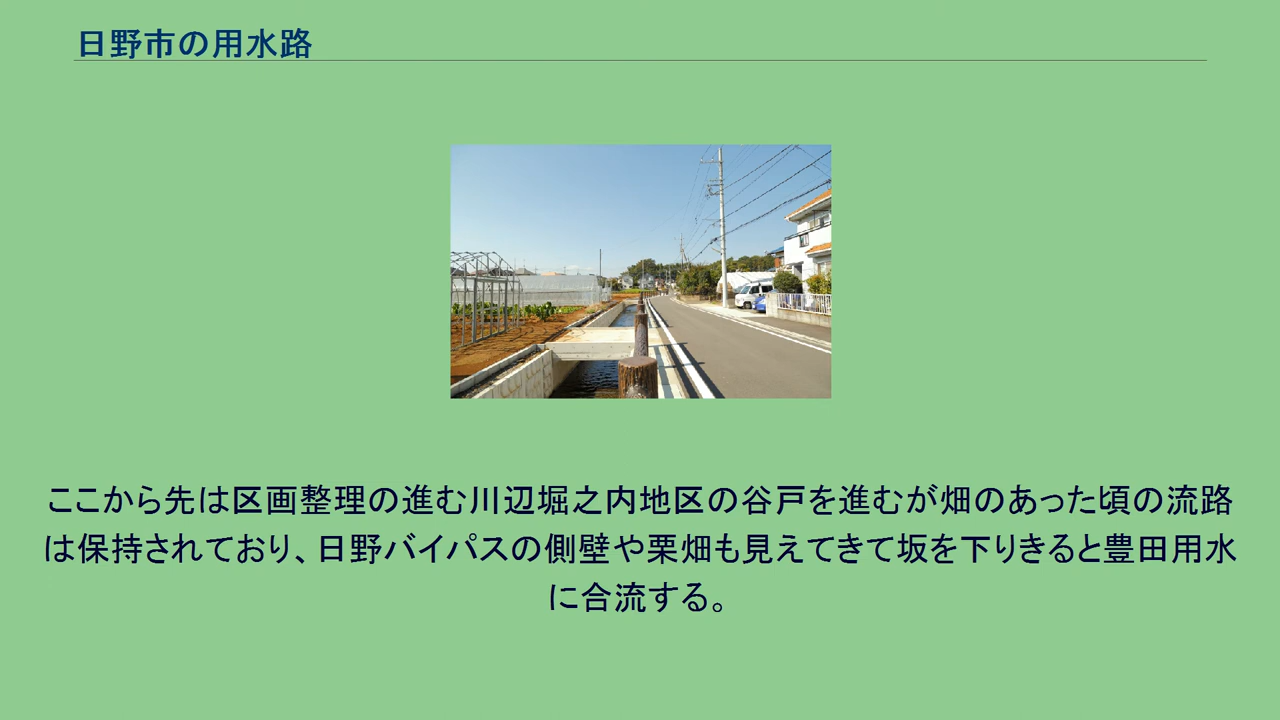 日野市の用水路
ここから先は区画整理の進む川辺堀之内地区の谷戸を進むが畑のあった頃の流路
は保持されており、日野バイパスの側壁や栗畑も見えてきて坂を下りきると豊田用水
に合流する。